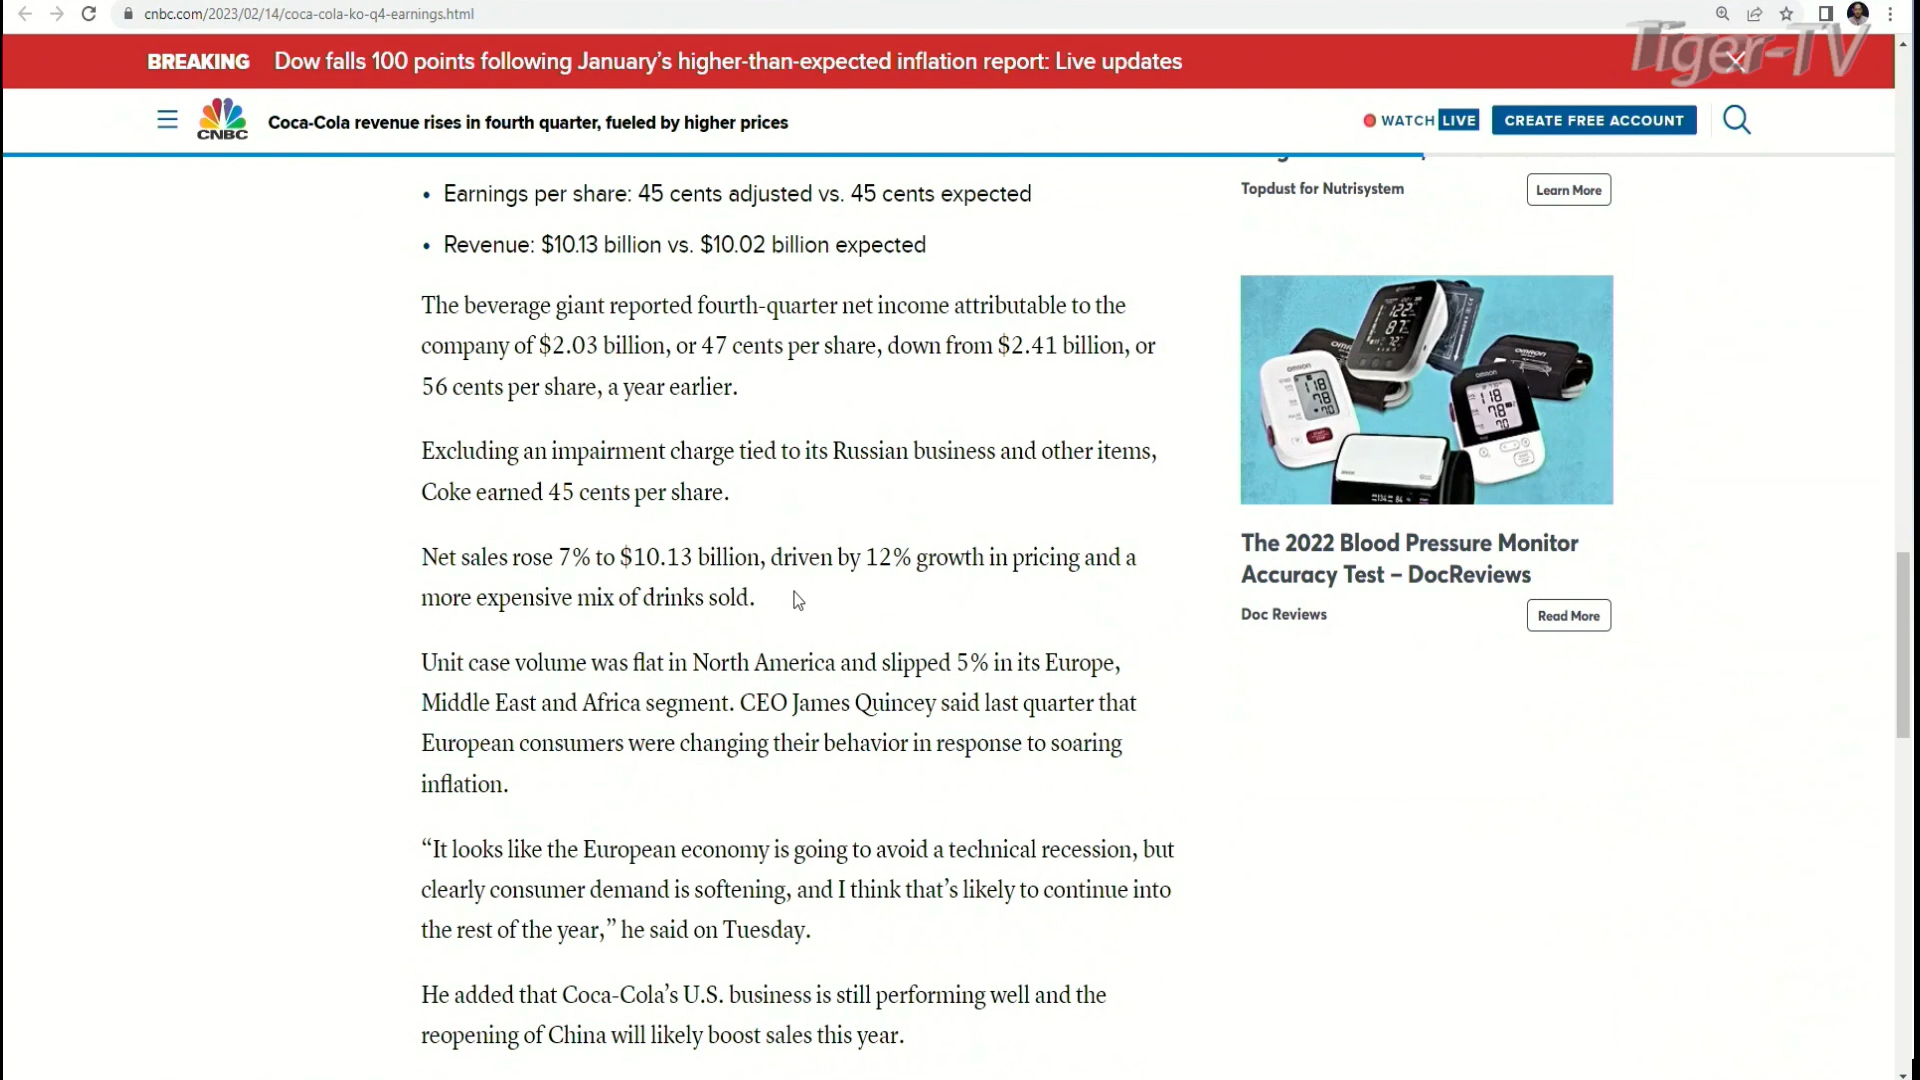 cnbc.com/2023/02/14/coca-cola-ko-q4-earnings.html
Tiger-TV
BREAKING Dow falls 100 points following January's higher-than-expected inflation report: Live updates
CNBC
Coca-Cola revenue rises in fourth quarter, fueled by higher prices
WATCH LIVE
CREATE FREE ACCOUNT
• Earnings per share: 45 cents adjusted vs. 45 cents expected
• Revenue: $10.13 billion vs. $10.02 billion expected
The beverage giant reported fourth-quarter net income attributable to the
company of $2.03 billion, or 47 cents per share, down from $2.41 billion, or
56 cents per share, a year earlier.
Excluding an impairment charge tied to its Russian business and other items,
Coke earned 45 cents per share.
Net sales rose 7% to $10.13 billion, driven by 12% growth in pricing and a
more expensive mix of drinks sold.
Unit case volume was flat in North America and slipped 5% in its Europe,
Middle East and Africa segment. CEO James Quincey said last quarter that
European consumers were changing their behavior in response to soaring
inflation.
“It looks like the European economy is going to avoid a technical recession, but
clearly consumer demand is softening, and I think that’s likely to continue into
the rest of the year,” he said on Tuesday.
He added that Coca-Cola’s U.S. business is still performing well and the
reopening of China will likely boost sales this year.
Topdust for Nutrisystem
Learn More
122
87
OMRON
118
78
70
OMRON
118
78
70
The 2022 Blood Pressure Monitor
Accuracy Test – DocReviews
Doc Reviews
Read More